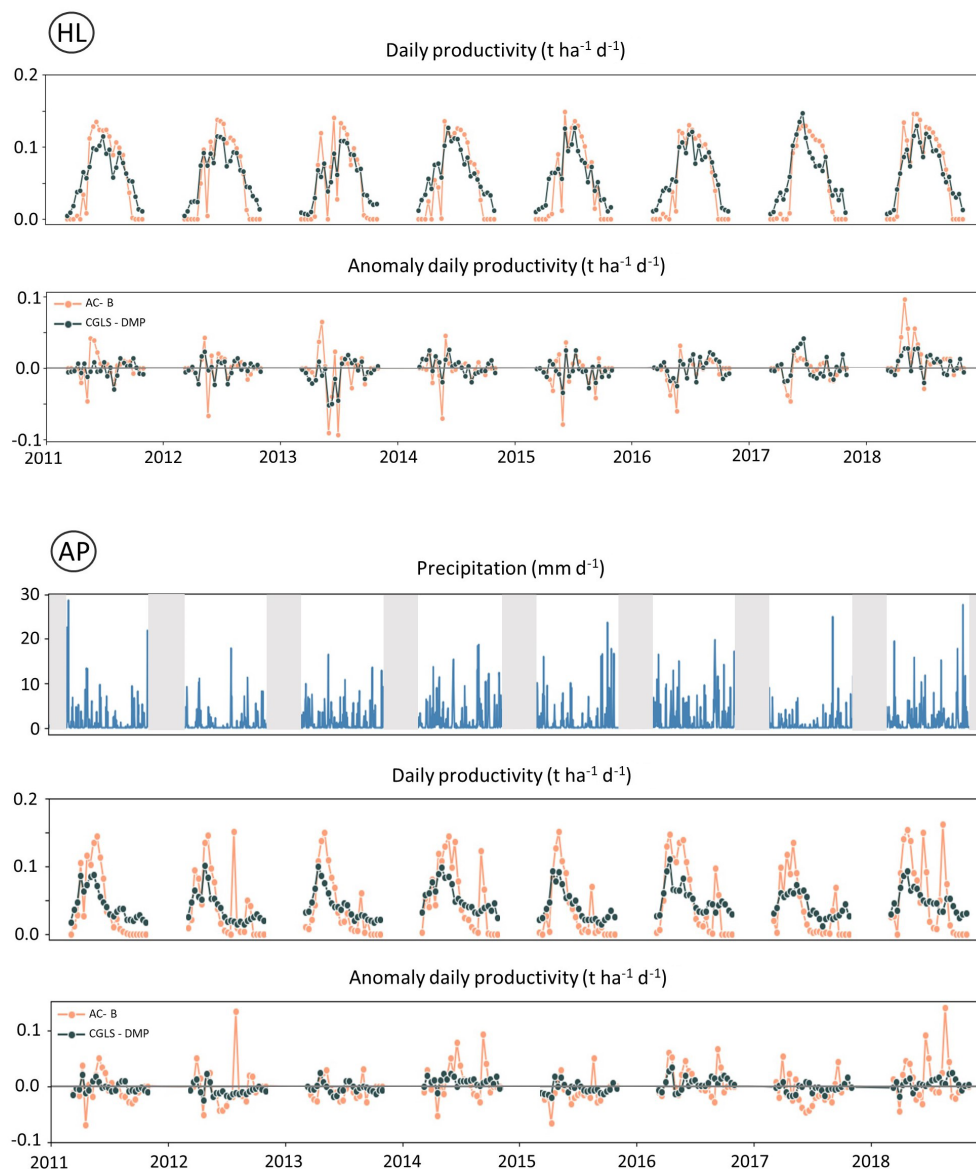 HL
Daily productivity (t ha⁻¹ d⁻¹)
0.2
0.1
0.0
Anomaly daily productivity (t ha⁻¹ d⁻¹)
0.1
AC- B
CGLS - DMP
0.0
-0.1
2011 2012 2013 2014 2015 2016 2017 2018
AP
Precipitation (mm d⁻¹)
30
20
10
0
Daily productivity (t ha⁻¹ d⁻¹)
0.2
0.1
0.0
Anomaly daily productivity (t ha⁻¹ d⁻¹)
AC- B
0.1
CGLS - DMP
0.0
-0.1
2011 2012 2013 2014 2015 2016 2017 2018